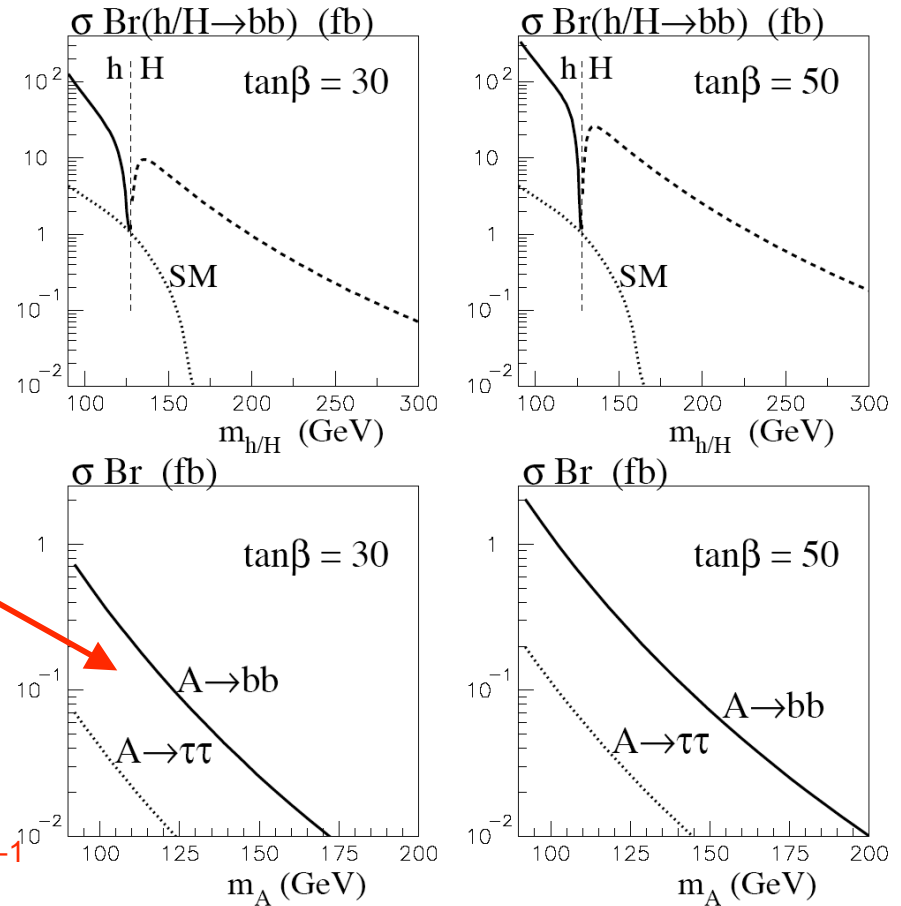 σ Br(h/H→bb) (fb)
10²
10
1
10⁻¹
10⁻²
h H
tanβ = 30
SM
100 150 200 250 300
m_{h/H} (GeV)
σ Br(h/H→bb) (fb)
10²
10
1
10⁻¹
10⁻²
h H
tanβ = 50
SM
100 150 200 250 300
m_{h/H} (GeV)
σ Br (fb)
1
10⁻¹
10⁻²
tanβ = 30
A→bb
A→ττ
100 125 150 175 200
m_A (GeV)
-1
σ Br (fb)
1
10⁻¹
10⁻²
tanβ = 50
A→bb
A→ττ
100 125 150 175 200
m_A (GeV)